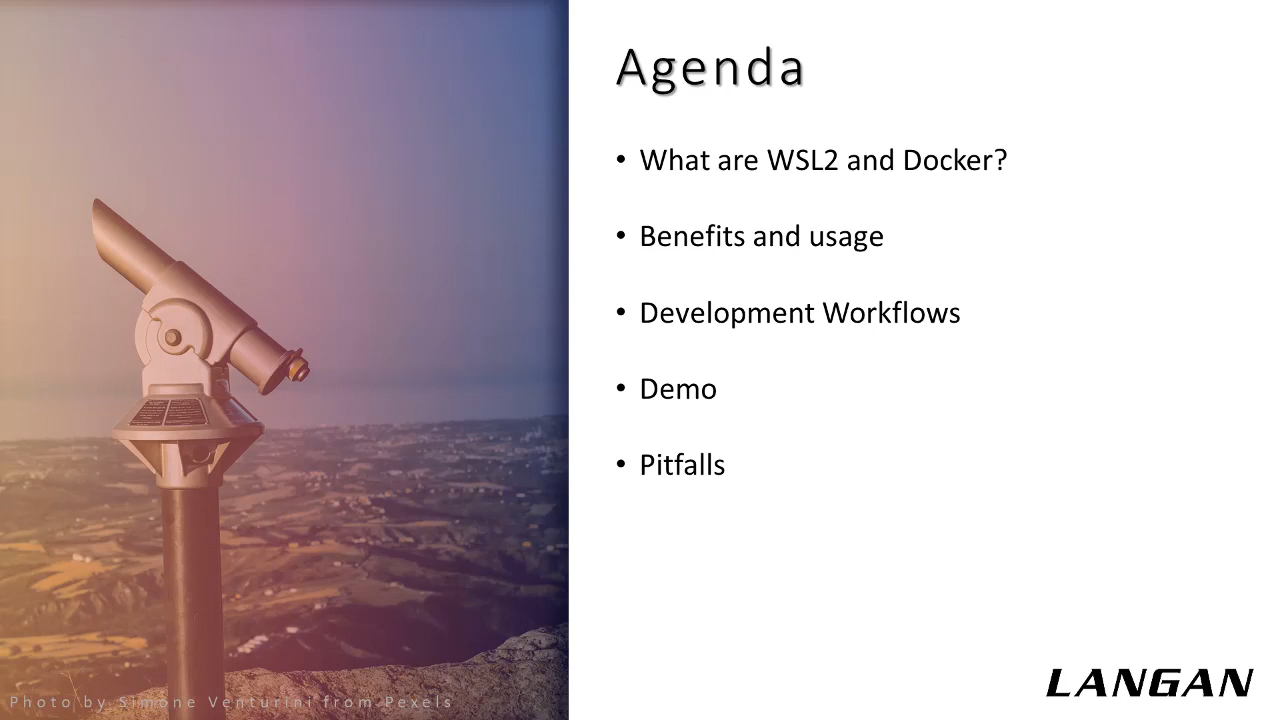 Agenda
• What are WSL2 and Docker?
• Benefits and usage
• Development Workflows
• Demo
• Pitfalls
LANGAN
Photo by Simone Venturini from Pexels